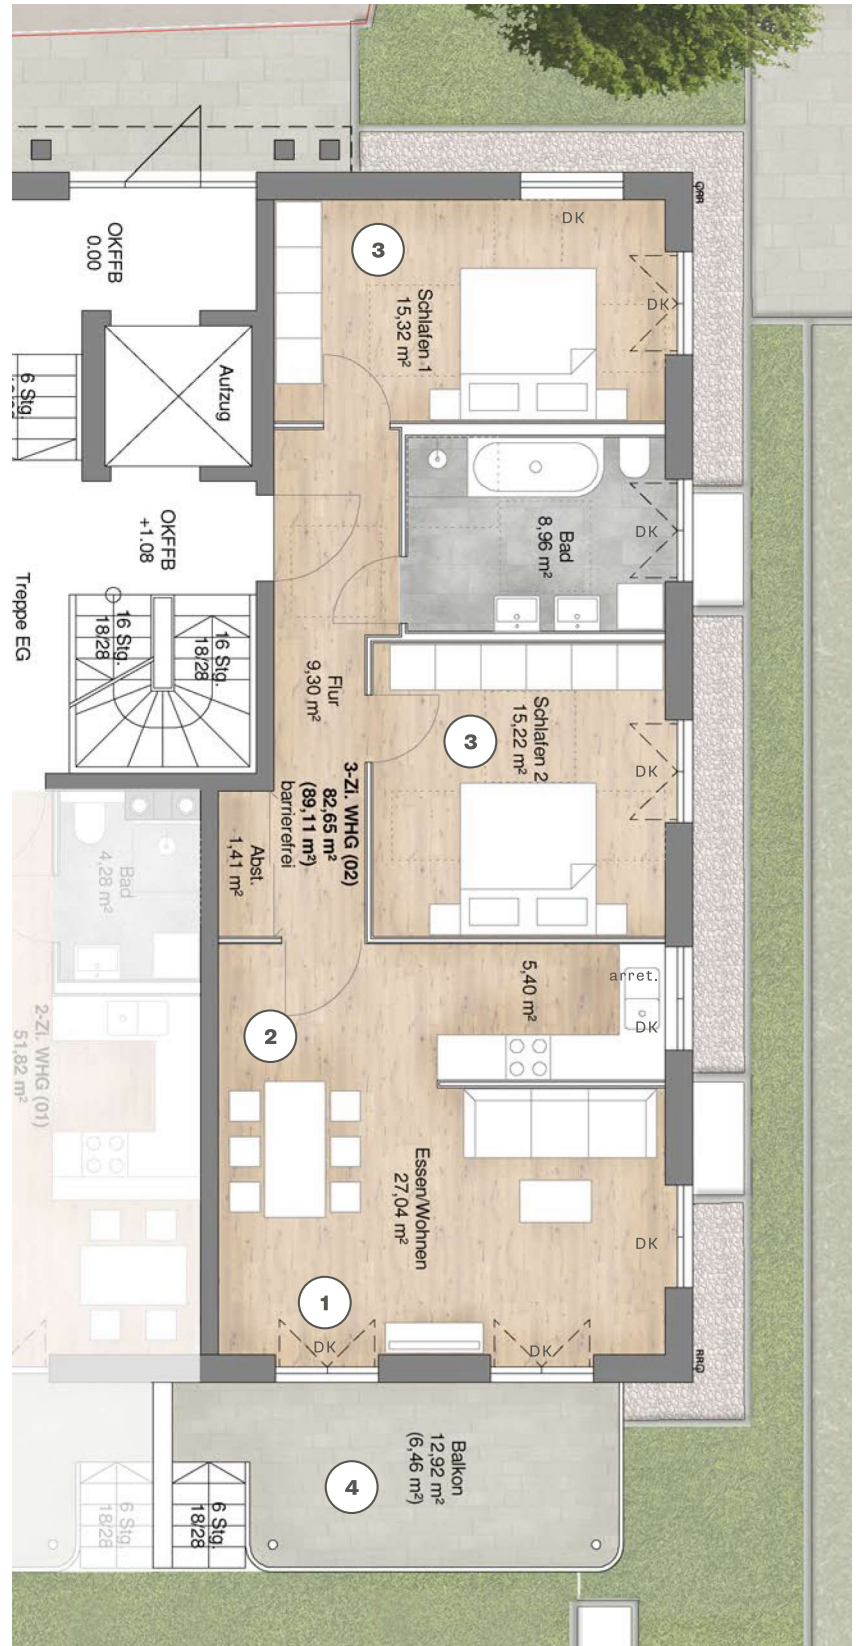 RR
DK
3
Schlafen 1
15,32 m²
DK
OKFFB
0.00
Aufzug
6 Stg.
Bad
8,96 m²
DK
OKFFB
+1.08
Treppe EG
16 Stg.
18/28
16 Stg.
18/28
Flur
9,30 m²
Schlafen 2
15,22 m²
3
DK
3-Zi. WHG (02)
82,65 m²
(89,11 m²)
barrierefrei
Abst.
1,41 m²
Bad
4,28 m²
5,40 m²
arret.
DK
2
2-Zi. WHG (01)
51,82 m²
Essen/Wohnen
27,04 m²
DK
1
DK
DK
RR
Balkon
12,92 m²
(6,46 m²)
4
6 Stg.
18/28
6 Stg.
18/28